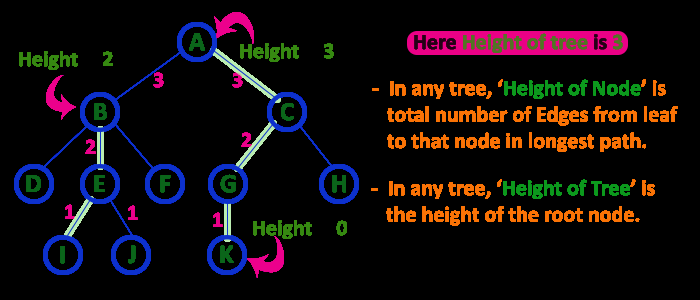 A
Height 3
Here Height of tree is 3
Height 2
3
3
- In any tree, ‘Height of Node’ is
total number of Edges from leaf
to that node in longest path.
B
C
2
2
D
E
F
G
H
- In any tree, ‘Height of Tree’ is
the height of the root node.
1
1
1
Height 0
I
J
K